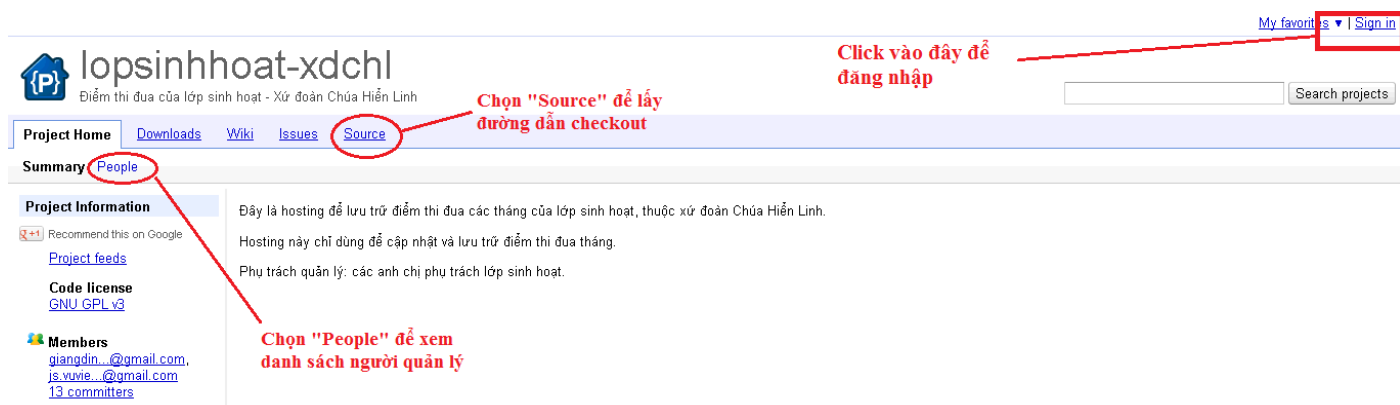 My favorites ▼ | Sign in
lopsinhhoat-xdchl
Điểm thi đua của lớp sinh hoạt - Xứ đoàn Chúa Hiển Linh
Click vào đây để
đăng nhập
Search projects
Chọn "Source" để lấy
đường dẫn checkout
Project Home Downloads Wiki Issues Source
Summary People
Project Information
+1 Recommend this on Google
Project feeds
Code license
GNU GPL v3
Members
giangdin...@gmail.com,
js.vuvie...@gmail.com
13 committers
Đây là hosting để lưu trữ điểm thi đua các tháng của lớp sinh hoạt, thuộc xứ đoàn Chúa Hiển Linh.
Hosting này chỉ dùng để cập nhật và lưu trữ điểm thi đua tháng.
Phụ trách quản lý: các anh chị phụ trách lớp sinh hoạt.
Chọn "People" để xem
danh sách người quản lý
{P}